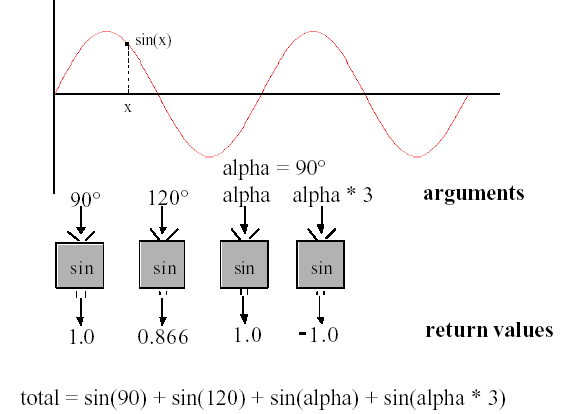 sin(x)
x
alpha = 90°
90° 120° alpha alpha * 3 arguments
sin sin sin sin
1.0 0.866 1.0 -1.0 return values
total = sin(90) + sin(120) + sin(alpha) + sin(alpha * 3)